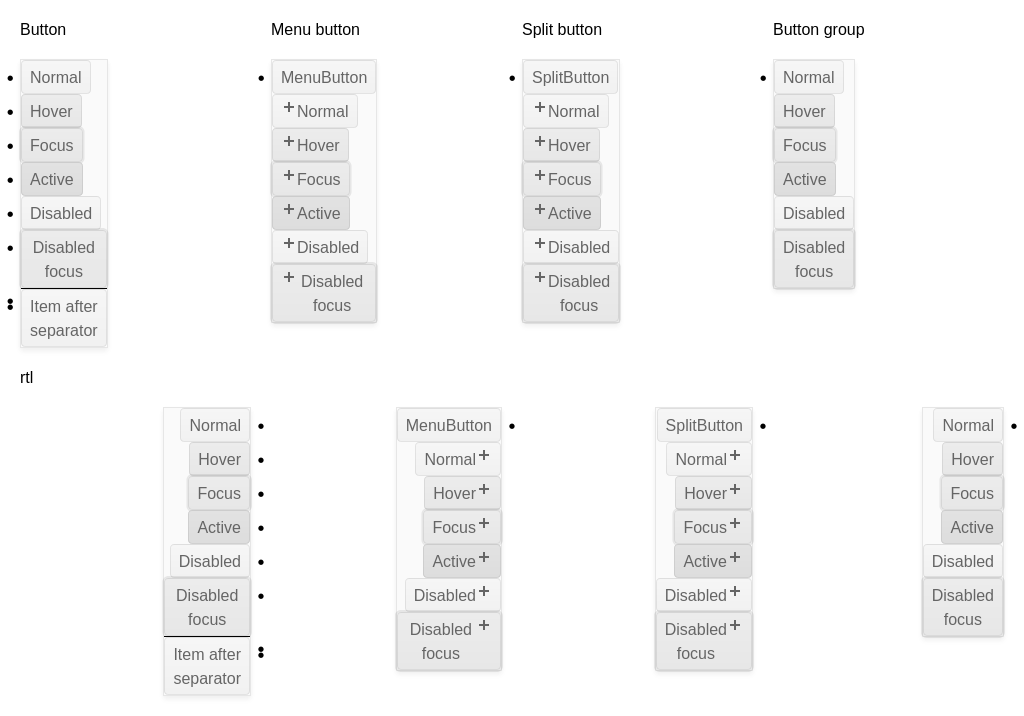 Button
Normal
Hover
Focus
Active
Disabled
Disabled
focus
Item after
separator
Menu button
MenuButton
Normal
Hover
Focus
Active
Disabled
Disabled
focus
Split button
SplitButton
Normal
Hover
Focus
Active
Disabled
Disabled
focus
Button group
Normal
Hover
Focus
Active
Disabled
Disabled
focus
rtl
Normal
Hover
Focus
Active
Disabled
Disabled
focus
Item after
separator
MenuButton
Normal
Hover
Focus
Active
Disabled
Disabled
focus
SplitButton
Normal
Hover
Focus
Active
Disabled
Disabled
focus
Normal
Hover
Focus
Active
Disabled
Disabled
focus